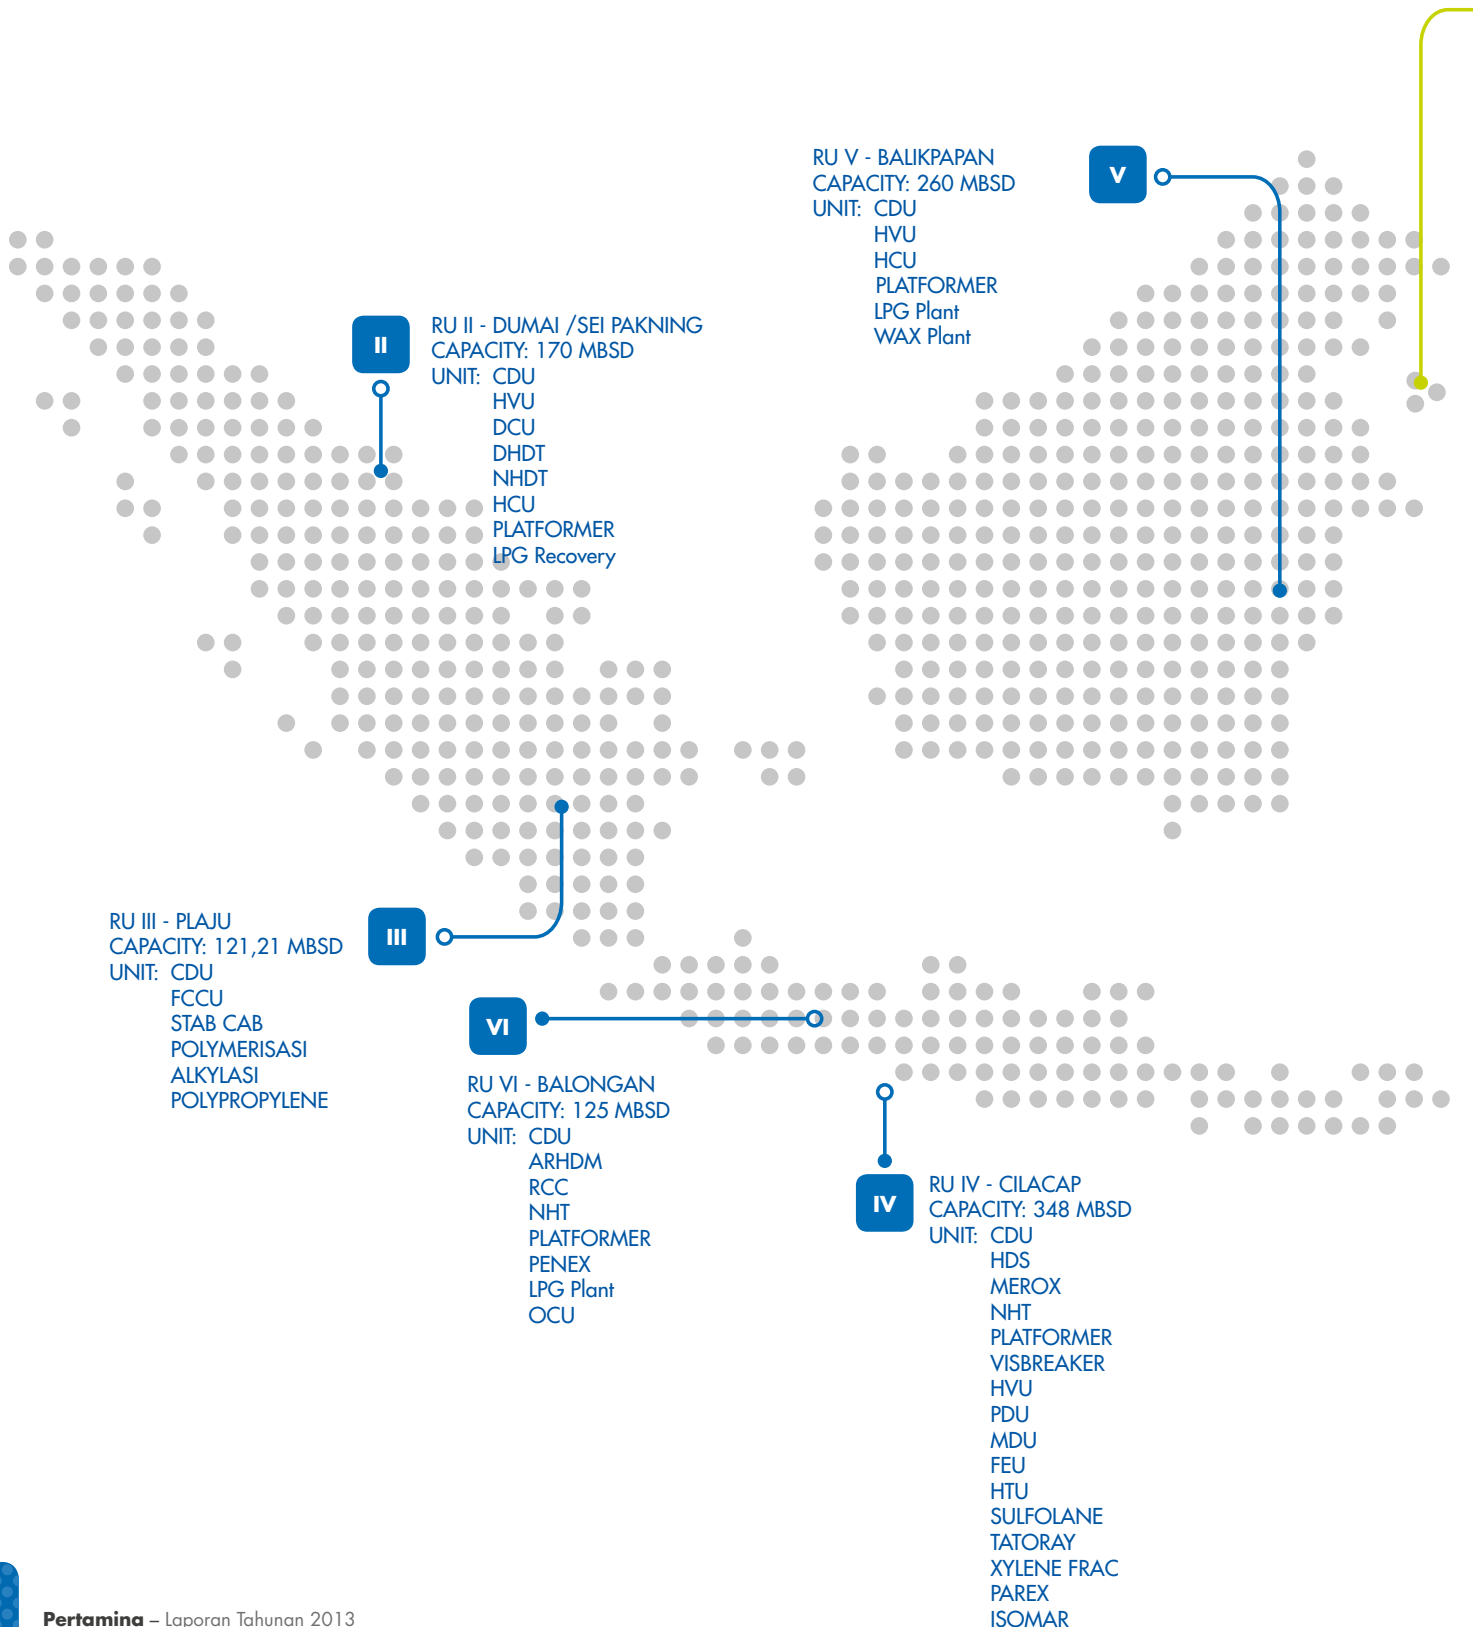 RU V - BALIKPAPAN
CAPACITY: 260 MBSD
UNIT: CDU
HVU
HCU
PLATFORMER
LPG Plant
WAX Plant
V
II
RU II - DUMAI /SEI PAKNING
CAPACITY: 170 MBSD
UNIT: CDU
HVU
DCU
DHDT
NHDT
HCU
PLATFORMER
LPG Recovery
RU III - PLAJU
CAPACITY: 121,21 MBSD
UNIT: CDU
FCCU
STAB CAB
POLYMERISASI
ALKYLASI
POLYPROPYLENE
III
VI
RU VI - BALONGAN
CAPACITY: 125 MBSD
UNIT: CDU
ARHDM
RCC
NHT
PLATFORMER
PENEX
LPG Plant
OCU
IV
RU IV - CILACAP
CAPACITY: 348 MBSD
UNIT: CDU
HDS
MEROX
NHT
PLATFORMER
VISBREAKER
HVU
PDU
MDU
FEU
HTU
SULFOLANE
TATORAY
XYLENE FRAC
PAREX
ISOMAR
Pertamina – Laporan Tahunan 2013